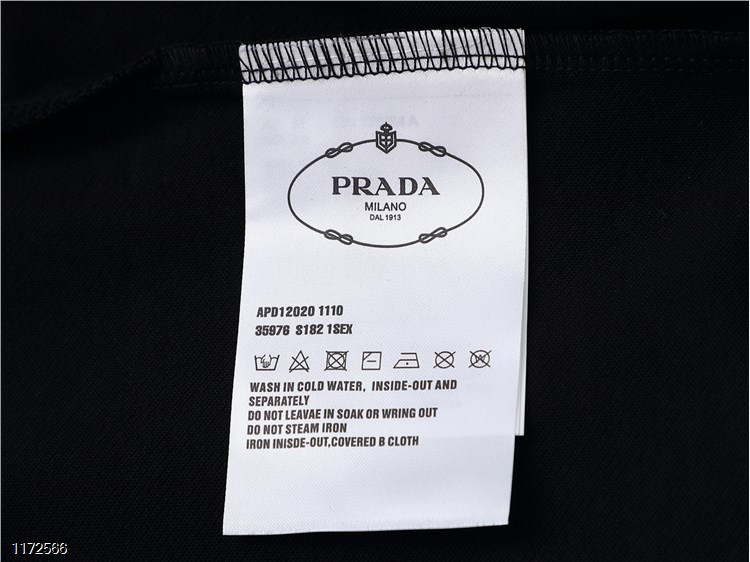 PRADA
MILANO
DAL 1913
APD12020 1110
35976 S182 1SEX
WASH IN COLD WATER, INSIDE-OUT AND
SEPARATELY
DO NOT LEAVAE IN SOAK OR WRING OUT
DO NOT STEAM IRON
IRON INISDE-OUT,COVERED B CLOTH
1172566